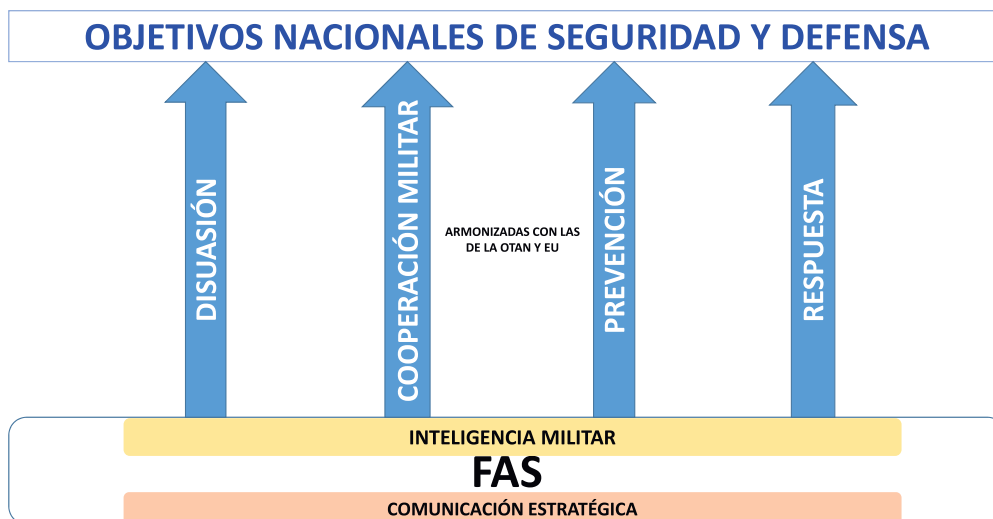 OBJETIVOS NACIONALES DE SEGURIDAD Y DEFENSA
DISUASIÓN
COOPERACIÓN MILITAR
ARMONIZADAS CON LAS
DE LA OTAN Y EU
PREVENCIÓN
RESPUESTA
INTELIGENCIA MILITAR
FAS
COMUNICACIÓN ESTRATÉGICA